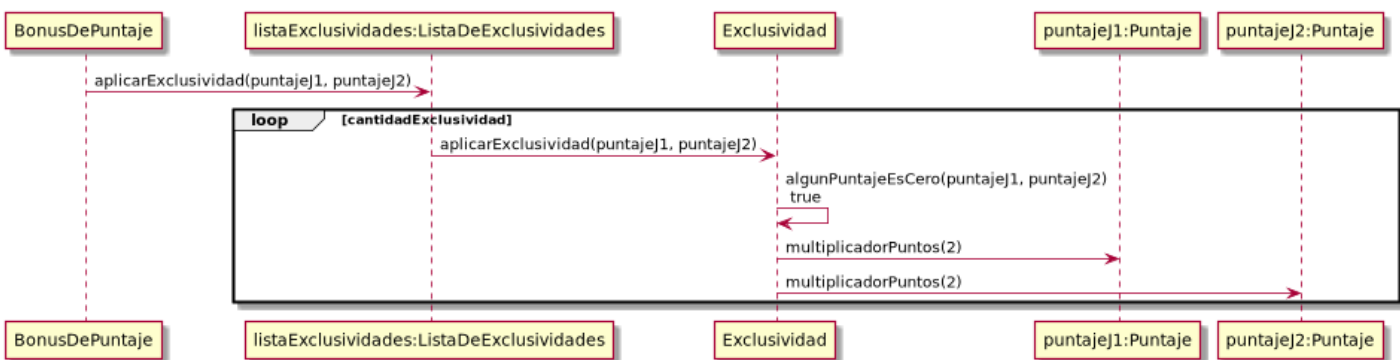 BonusDePuntaje
listaExclusividades:ListaDeExclusividades
Exclusividad
puntajeJ1:Puntaje
puntajeJ2:Puntaje
aplicarExclusividad(puntajeJ1, puntajeJ2)
loop
[cantidadExclusividad]
aplicarExclusividad(puntajeJ1, puntajeJ2)
algunPuntajeEsCero(puntajeJ1, puntajeJ2)
true
multiplicadorPuntos(2)
multiplicadorPuntos(2)
BonusDePuntaje
listaExclusividades:ListaDeExclusividades
Exclusividad
puntajeJ1:Puntaje
puntajeJ2:Puntaje